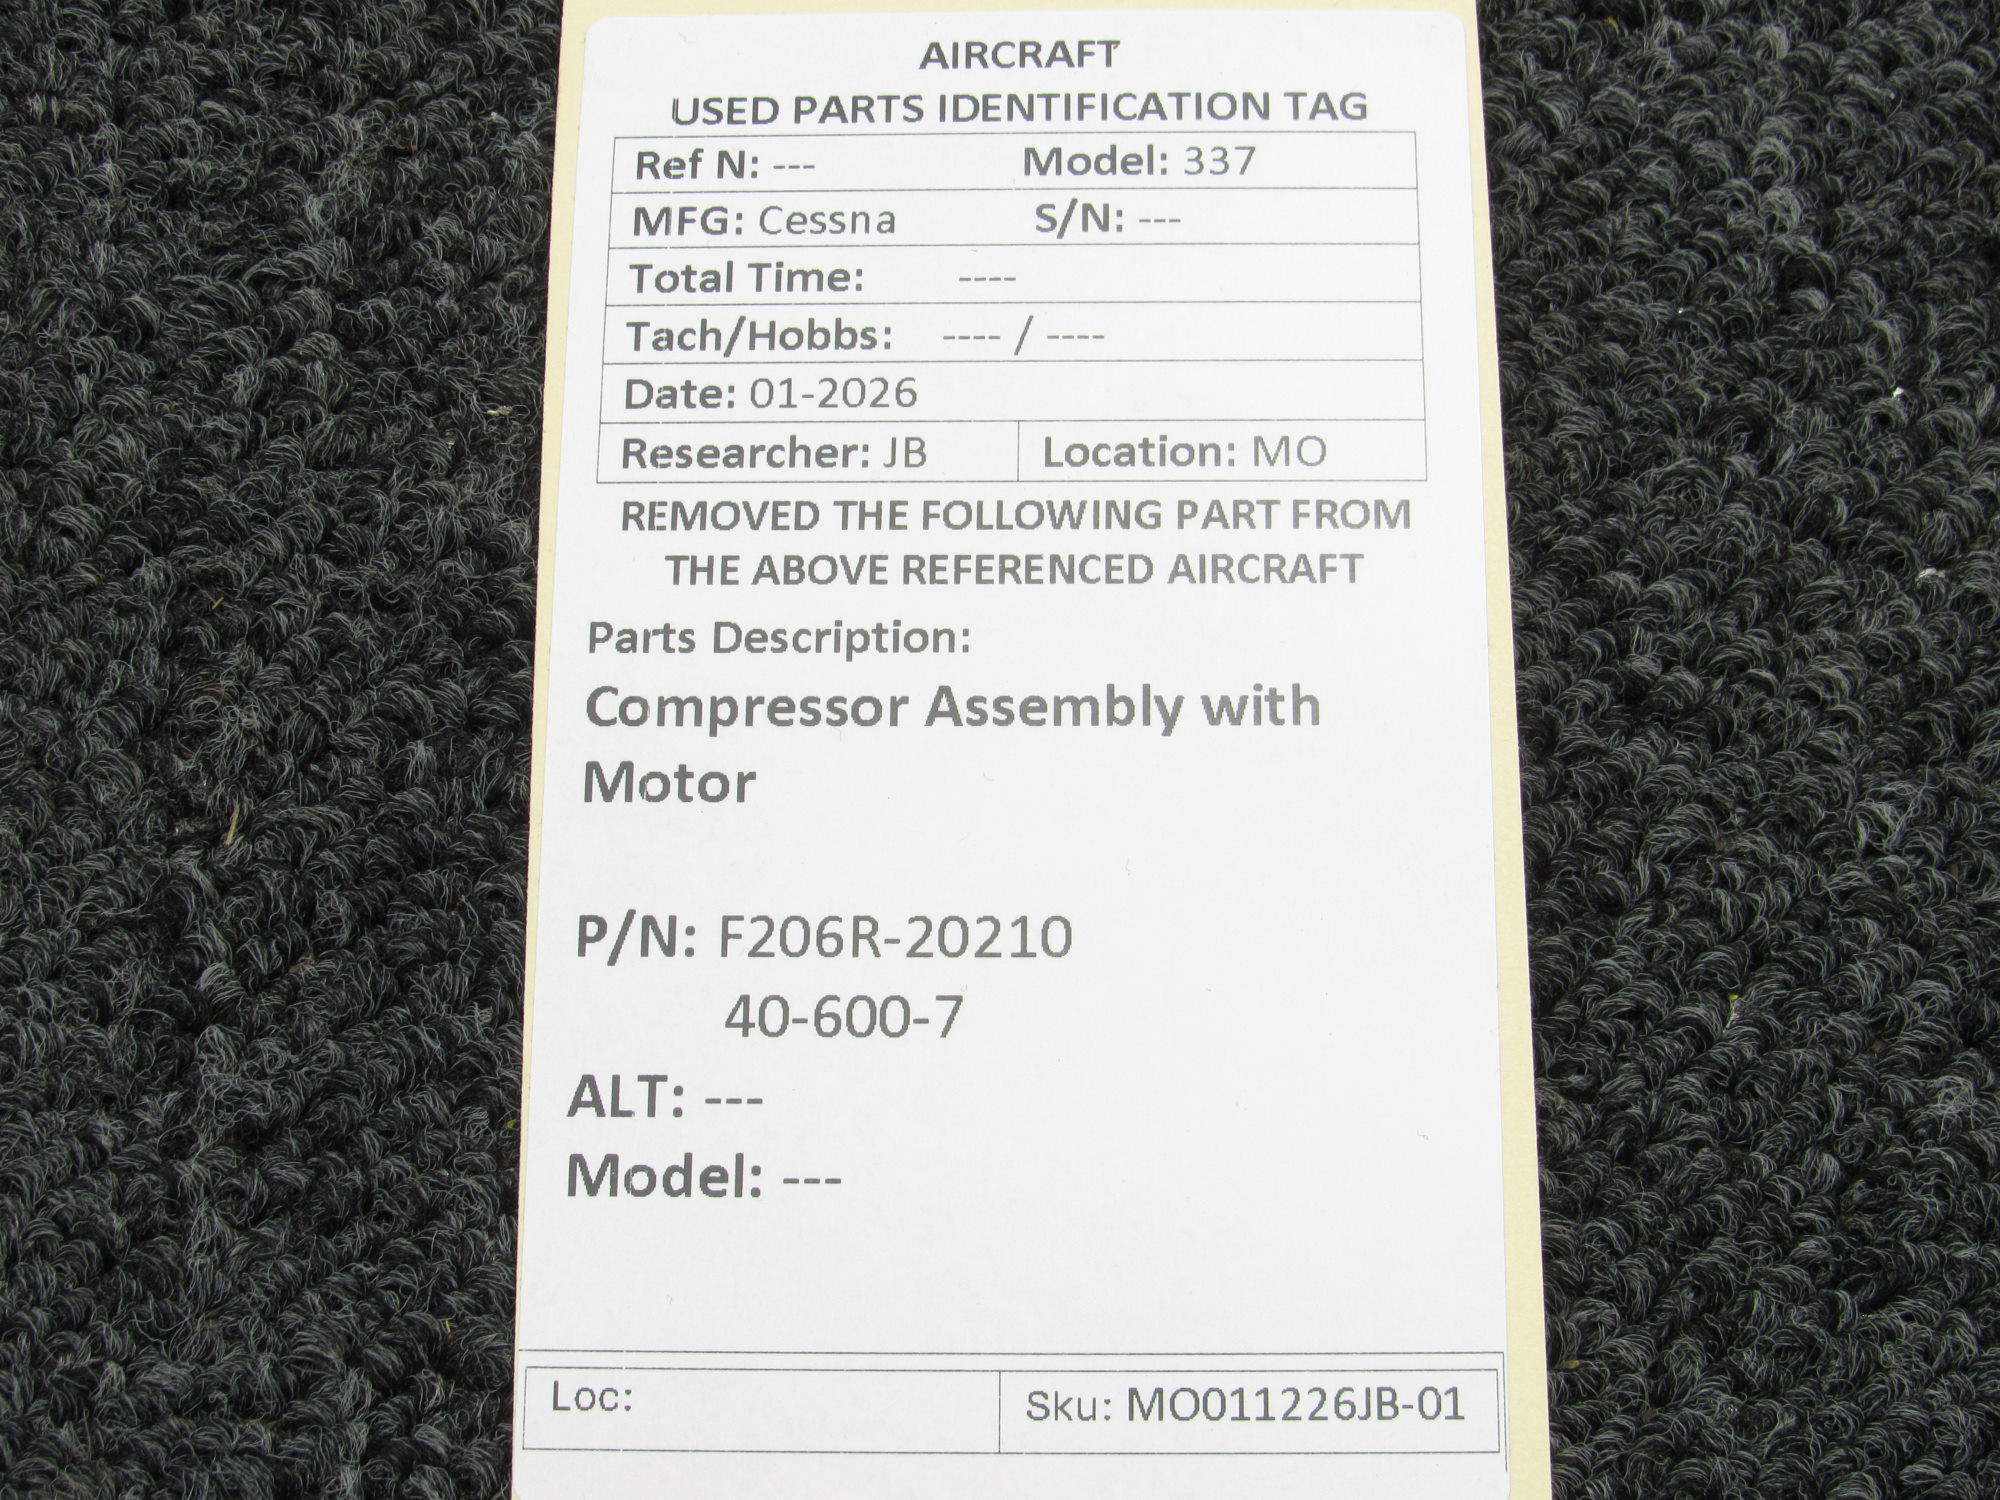 AIRCRAFT
USED PARTS IDENTIFICATION TAG
Ref N: --- Model: 337
MFG: Cessna S/N: ---
Total Time: ----
Tach/Hobbs: ---- / ----
Date: 01-2026
Researcher: JB Location: MO
REMOVED THE FOLLOWING PART FROM
THE ABOVE REFERENCED AIRCRAFT
Parts Description:
Compressor Assembly with
Motor
P/N: F206R-20210
40-600-7
ALT: ---
Model: ---
Loc: Sku: MO011226JB-01